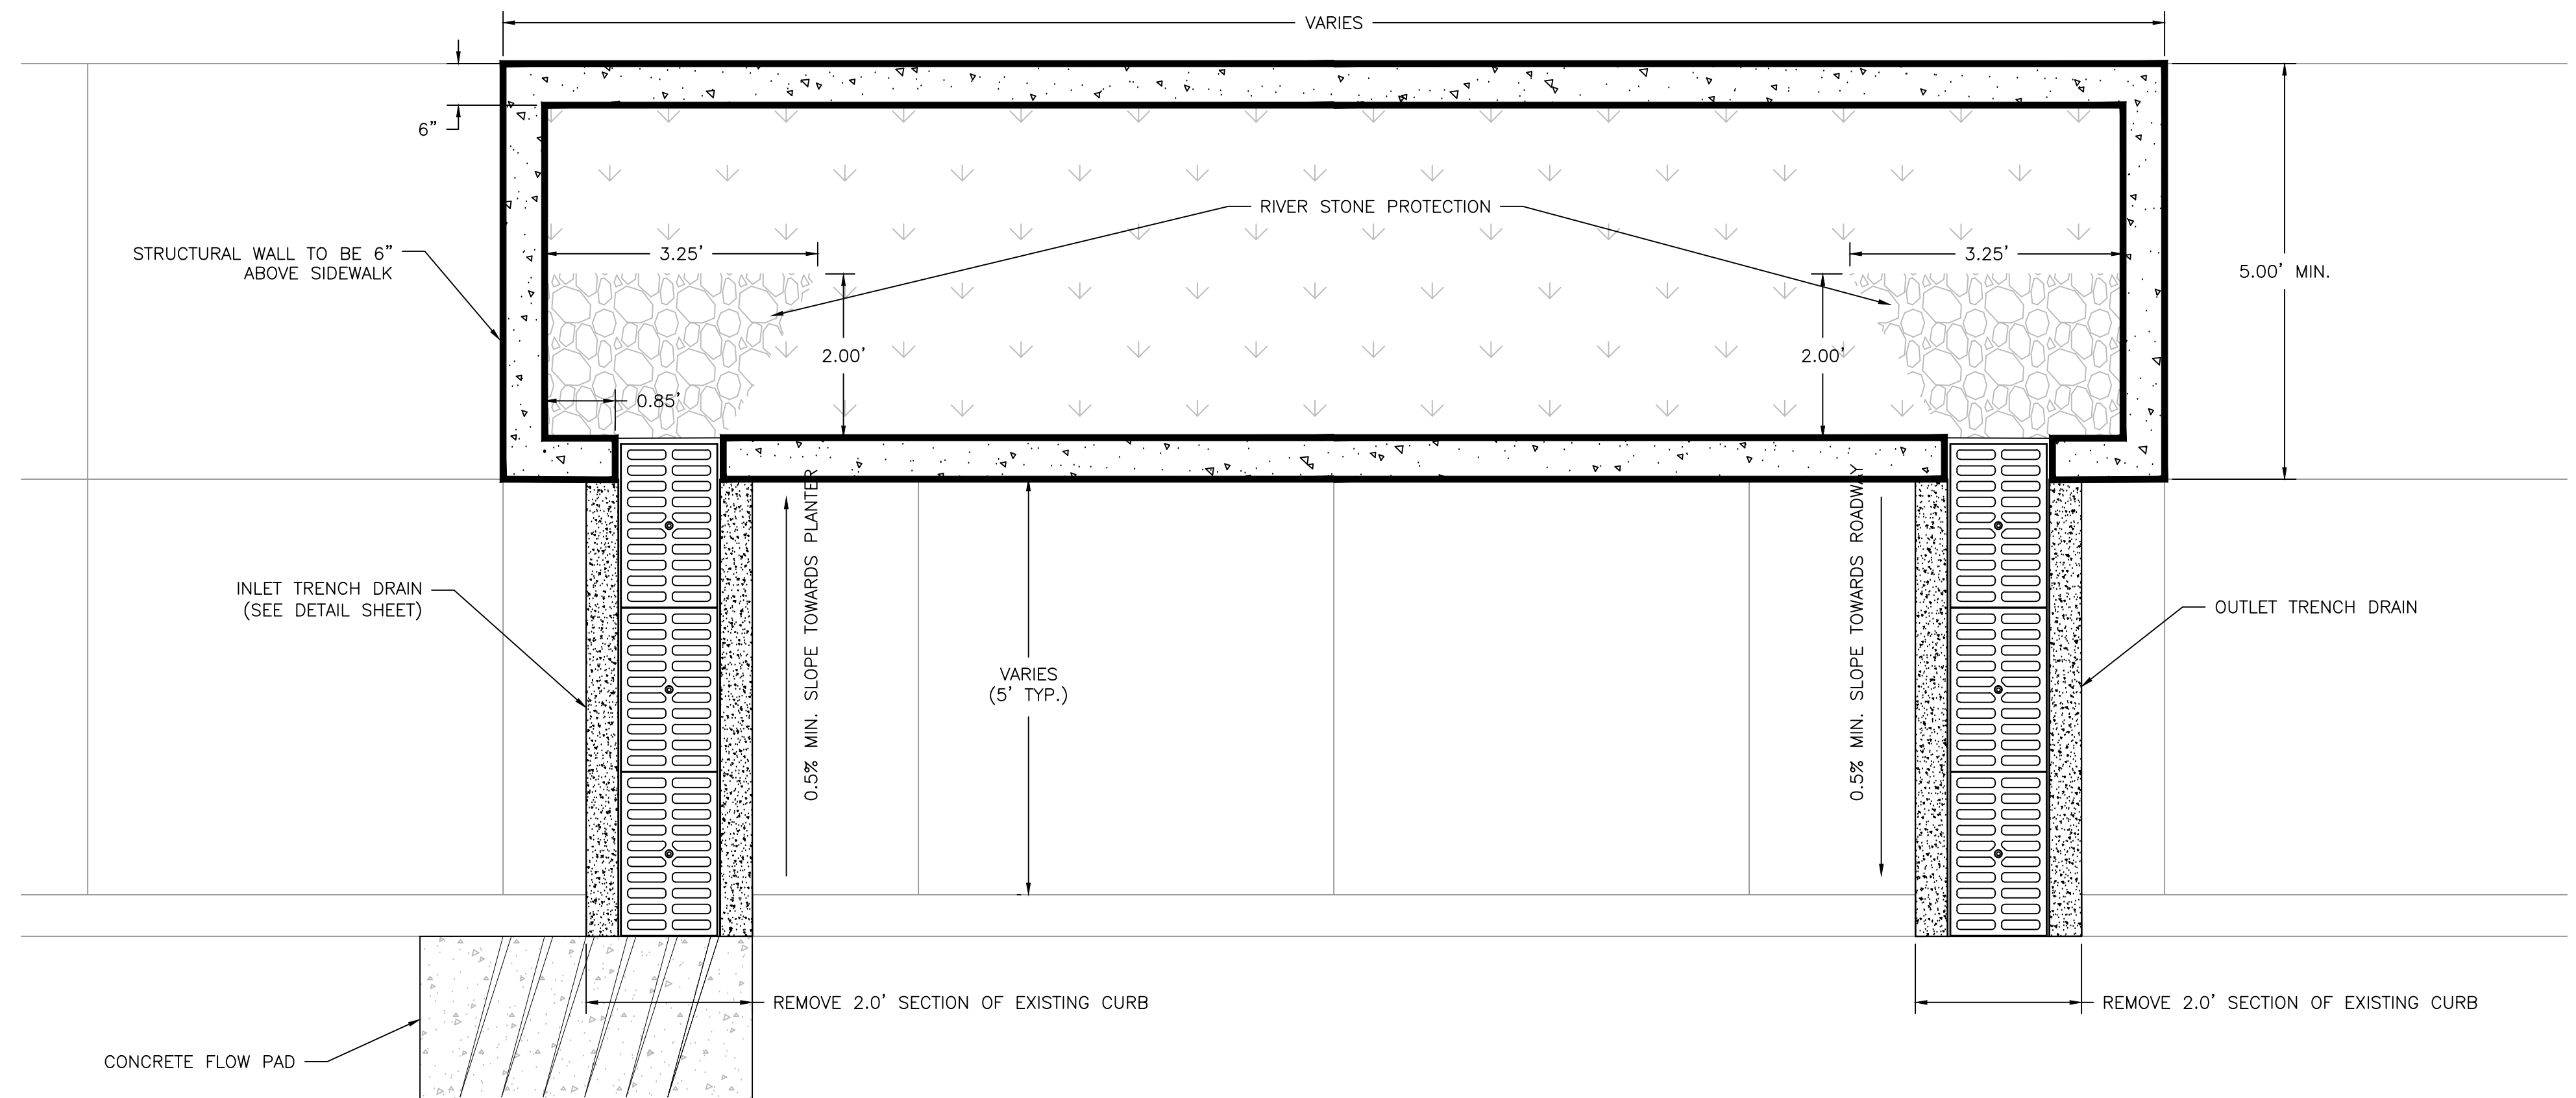 VARIES
6”
RIVER STONE PROTECTION
STRUCTURAL WALL TO BE 6”
ABOVE SIDEWALK
3.25’
3.25’
5.00’ MIN.
2.00’
2.00’
0.85’
INLET TRENCH DRAIN
(SEE DETAIL SHEET)
0.5% MIN. SLOPE TOWARDS PLANTER
VARIES
(5’ TYP.)
0.5% MIN. SLOPE TOWARDS ROADWAY
OUTLET TRENCH DRAIN
REMOVE 2.0’ SECTION OF EXISTING CURB
REMOVE 2.0’ SECTION OF EXISTING CURB
CONCRETE FLOW PAD